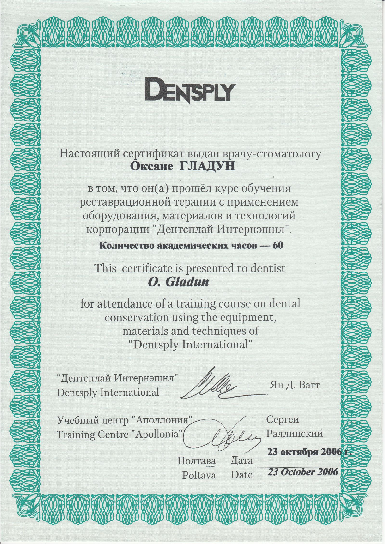 DENTSPLY
Настоящий сертификат выдан врачу-стоматологу
Оксане ГЛАДУН
в том, что он(а) прошёл курс обучения
реставрационной терапии с применением
оборудования, материалов и технологий
корпорации "Дентсплай Интернэшнл".
Количество академических часов — 60
This certificate is presented to dentist
O. Gladun
for attendance of a training course on dental
conservation using the equipment,
materials and techniques of
"Dentsply International"
"Дентсплай Интернэшнл"
Dentsply International
Ян Д. Варт
Учебный центр "Аполлония"
Training Centre "Apollonia"
Сергей
Радлинский
23 октября 2006 г.
Полтава Дата
Poltava Date
23 October 2006